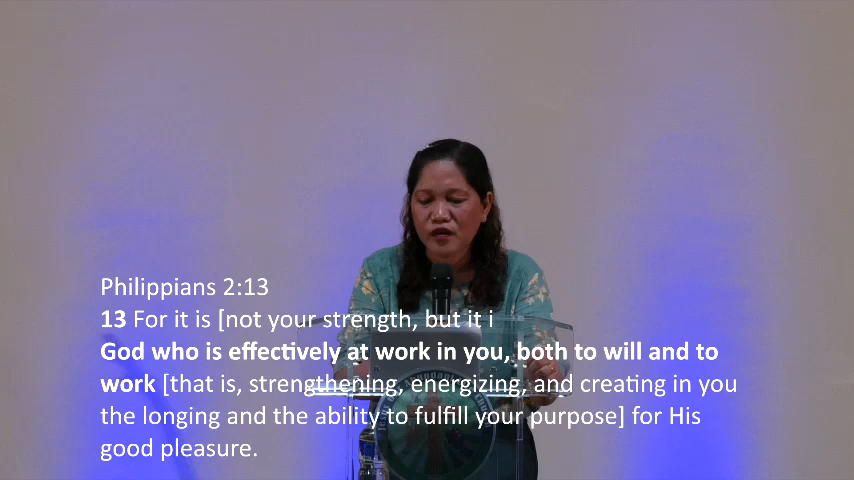 Philippians 2:13
13 For it is [not your strength, but it i
God who is effectively at work in you, both to will and to
work [that is, strengthening, energizing, and creating in you
the longing and the ability to fulfill your purpose] for His
good pleasure.